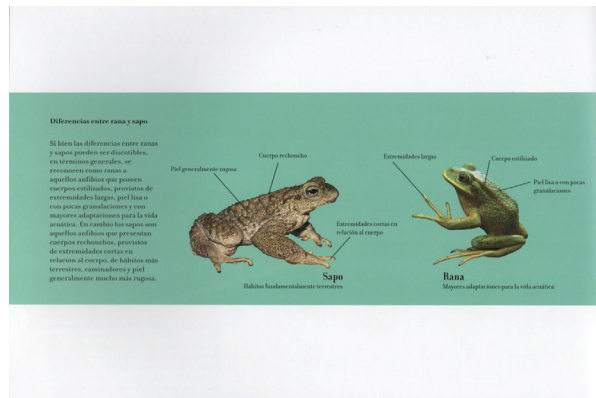 Diferencias entre rana y sapo
Si bien las diferencias entre ranas
y sapos pueden ser discutibles,
en términos generales, se
reconocen como ranas a
aquellos anfibios que poseen
cuerpos estilizados, provistos de
extremidades largas, piel lisa o
con pocas granulaciones y con
mayores adaptaciones para la vida
acuática. En cambio los sapos son
aquellos anfibios que presentan
cuerpos rechonchos, provistos
de extremidades cortas en
relación al cuerpo, de hábitos más
terrestres, caminadores y piel
generalmente mucho más rugosa.
Piel generalmente rugosa
Cuerpo rechoncho
Extremidades cortas en
relación al cuerpo
Sapo
Hábitos fundamentalmente terrestres
Extremidades largas
Cuerpo estilizado
Piel lisa o con pocas
granulaciones
Rana
Mayores adaptaciones para la vida acuática